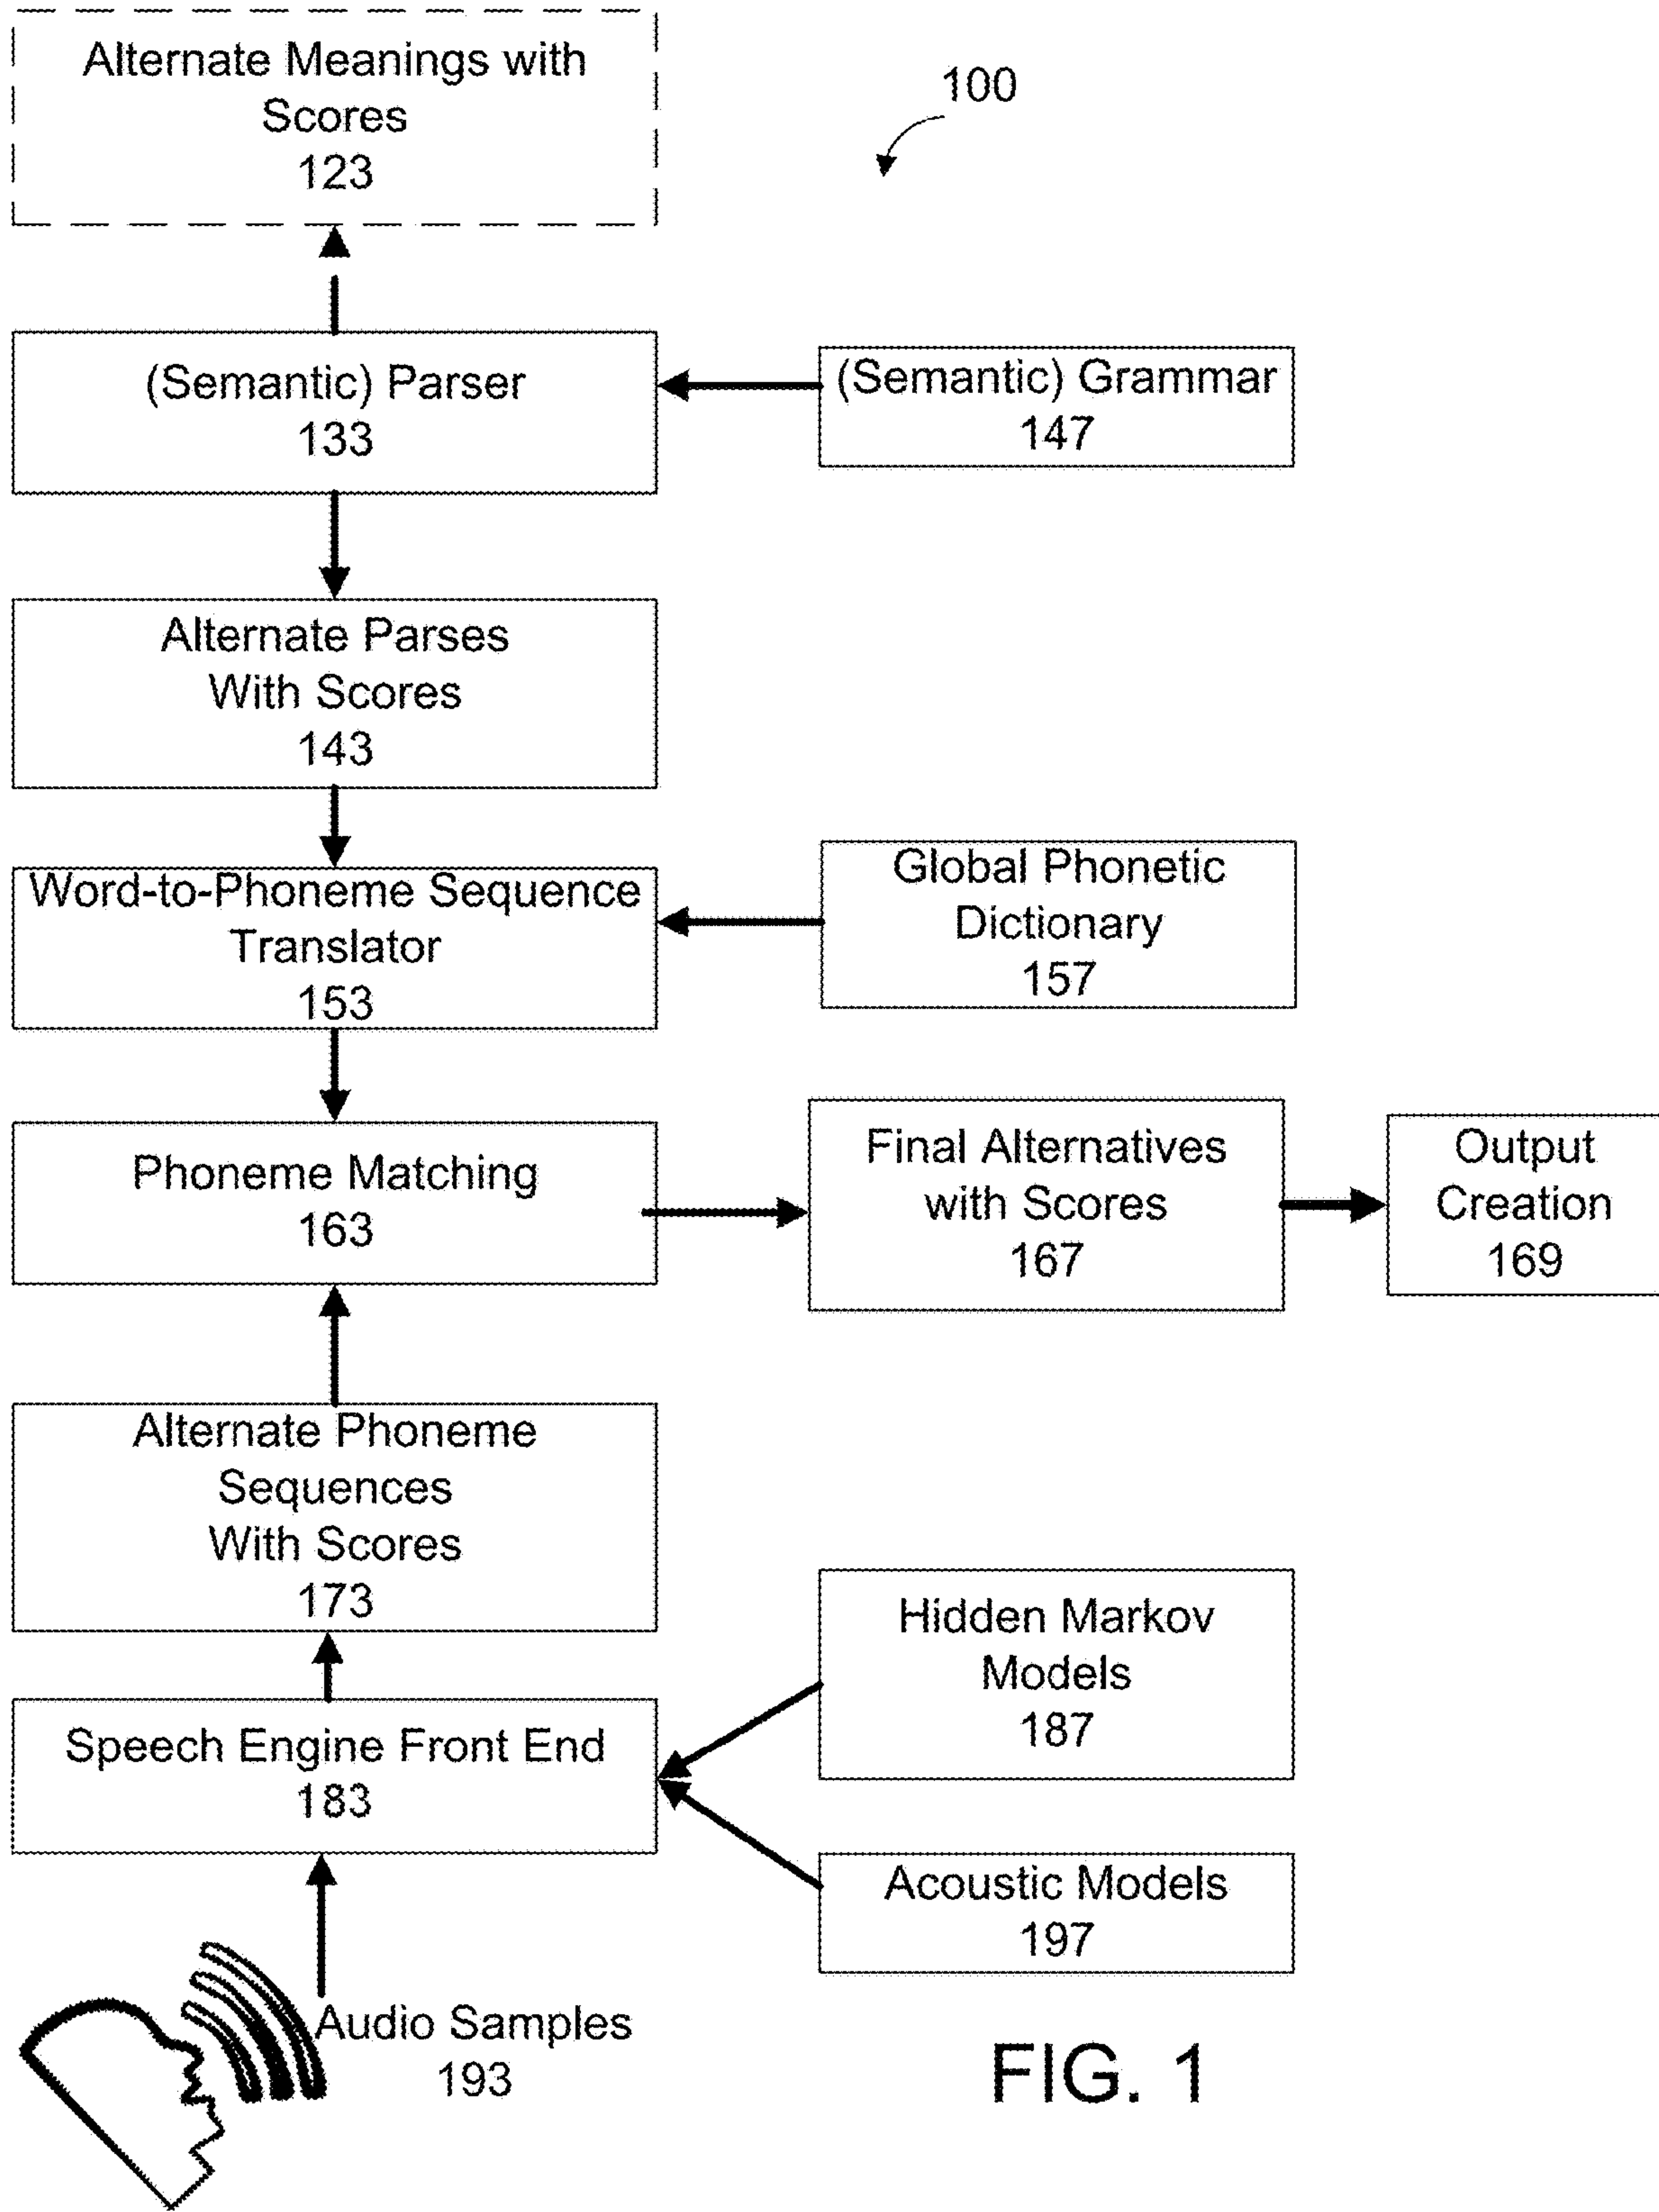 Alternate Meanings with
Scores
123
100
(Semantic) Parser
133
(Semantic) Grammar
147
Alternate Parses
With Scores
143
Word-to-Phoneme Sequence
Translator
153
Global Phonetic
Dictionary
157
Phoneme Matching
163
Final Alternatives
with Scores
167
Output
Creation
169
Alternate Phoneme
Sequences
With Scores
173
Hidden Markov
Models
187
Speech Engine Front End
183
Acoustic Models
197
Audio Samples
193
FIG. 1